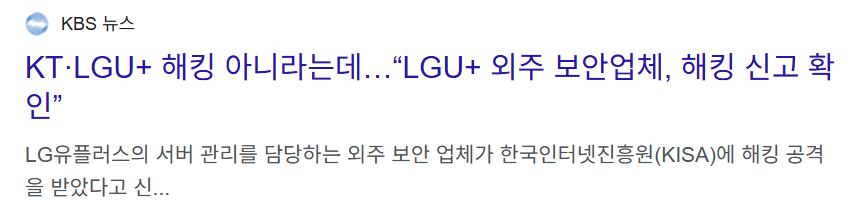 KBS 뉴스
KT·LGU+ 해킹 아니라는데…“LGU+ 외주 보안업체, 해킹 신고 확
인”
LG유플러스의 서버 관리를 담당하는 외주 보안 업체가 한국인터넷진흥원(KISA)에 해킹 공격
을 받았다고 신...